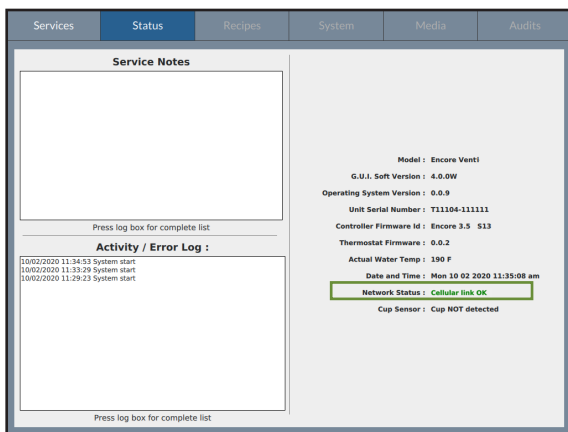 Services Status Recipes System Media Audits
Service Notes
Press log box for complete list
Activity / Error Log :
10/02/2020 11:34:53 System start
10/02/2020 11:33:29 System start
10/02/2020 11:29:23 System start
Press log box for complete list
Model : Encore Venti
G.U.I. Soft Version : 4.0.0W
Operating System Version : 0.0.9
Unit Serial Number : T11104-111111
Controller Firmware Id : Encore 3.5 S13
Thermostat Firmware : 0.0.2
Actual Water Temp : 190 F
Date and Time : Mon 10 02 2020 11:35:08 am
Network Status : Cellular link OK
Cup Sensor : Cup NOT detected